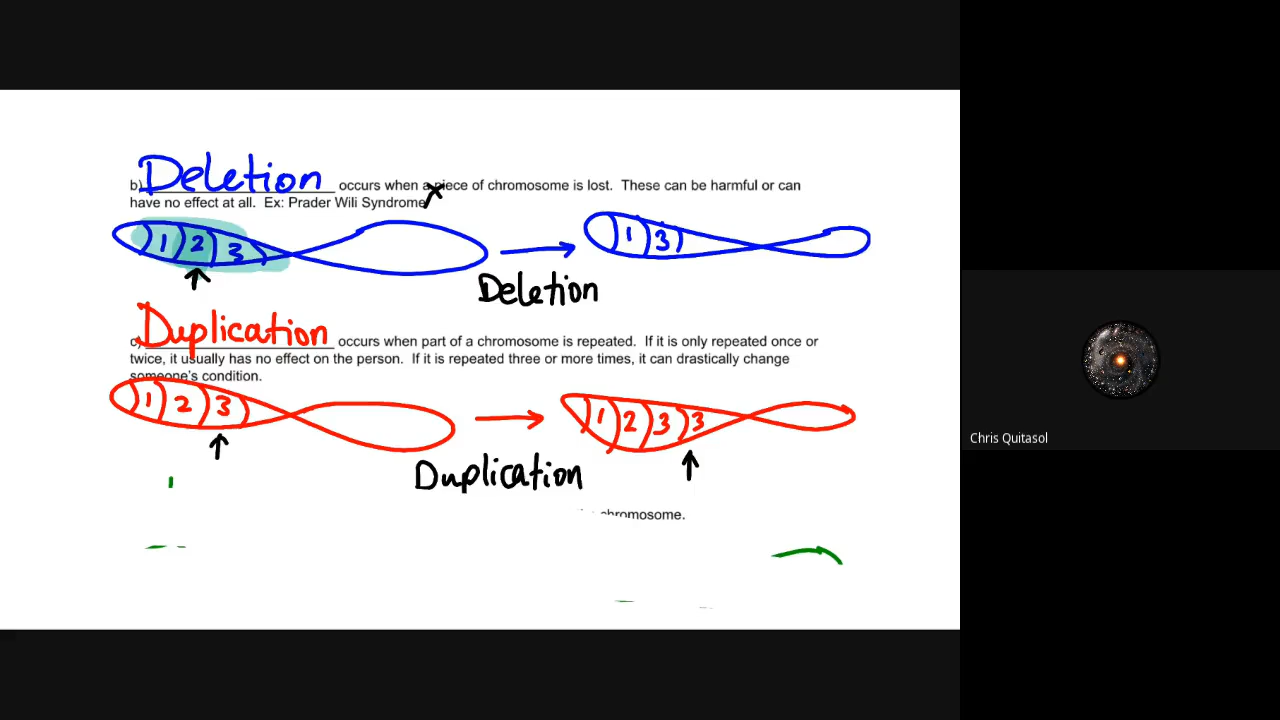 b) Deletion occurs when a piece of chromosome is lost. These can be harmful or can
have no effect at all. Ex: Prader Wili Syndrome
1 2 3
1 3
Deletion
c) Duplication occurs when part of a chromosome is repeated. If it is only repeated once or
twice, it usually has no effect on the person. If it is repeated three or more times, it can drastically change
someone's condition.
1 2 3
1 2 3 3
Duplication
chromosome.
Chris Quitasol